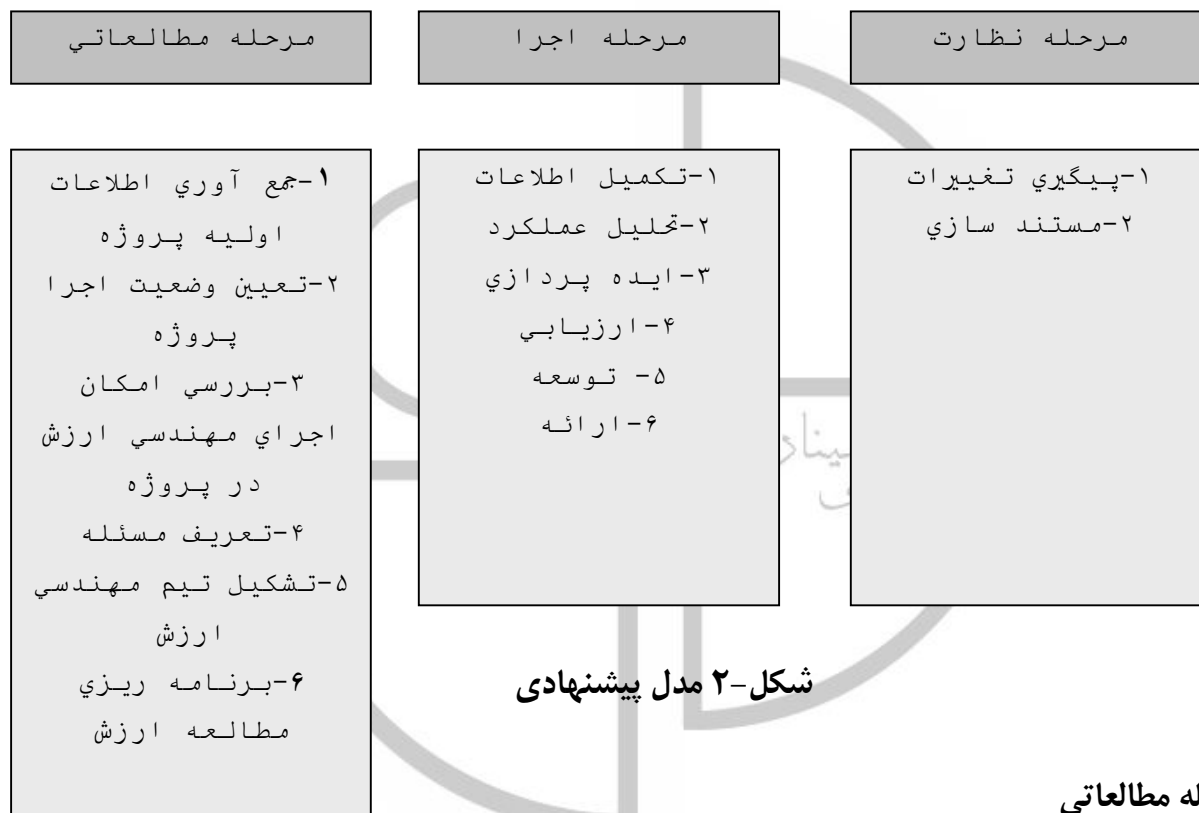 مرحله مطالعاتي
مرحله اجرا
مرحله نظارت
۱-جمع آوري اطلاعات
اوليه پروژه
۲-تعيين وضعيت اجرا
پروژه
۳-بررسي امكان
اجراي مهندسي ارزش
در پروژه
۴-تعريف مسئله
۵-تشكيل تيم مهندسي
ارزش
۶-برنامه ريزي
مطالعه ارزش
۱-تكميل اطلاعات
۲-تحليل عملكرد
۳-ايده پردازي
۴-ارزيابي
۵- توسعه
۶-ارائه
۱-پيگيري تغييرات
۲-مستند سازي
شکل-۲ مدل پیشنهادی
له مطالعاتی